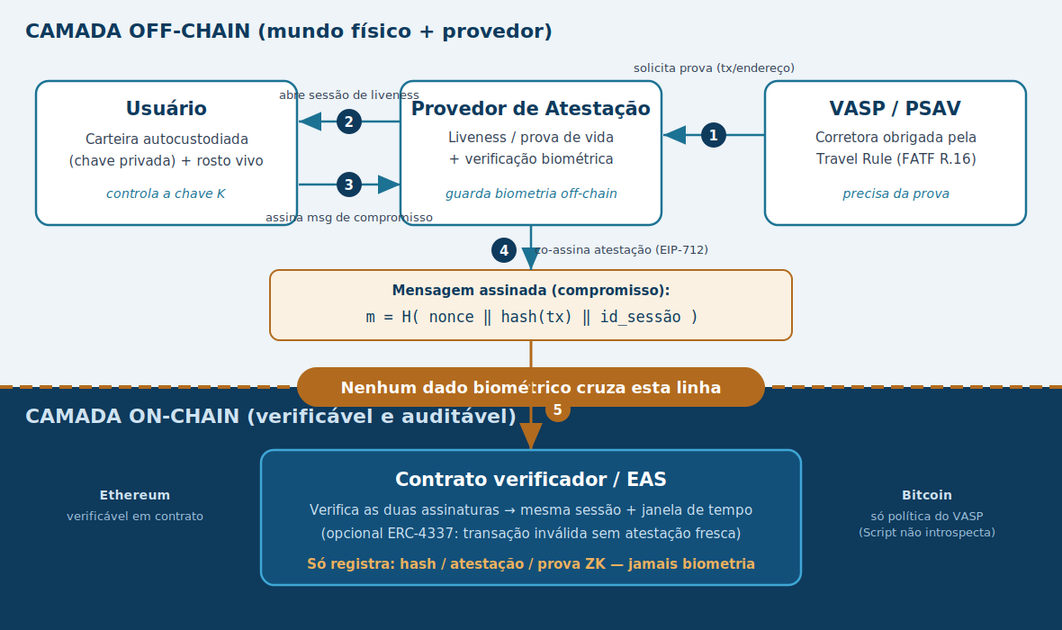 CAMADA OFF-CHAIN (mundo físico + provedor)
solicita prova (tx/endereço)
Usuário
Carteira autocustodiada
(chave privada) + rosto vivo
controla a chave K
abre sessão de liveness
2
3
assina msg de compromisso
Provedor de Atestação
Liveness / prova de vida
+ verificação biométrica
guarda biometria off-chain
1
VASP / PSAV
Corretora obrigada pela
Travel Rule (FATF R.16)
precisa da prova
4
co-assina atestação (EIP-712)
Mensagem assinada (compromisso):
m = H( nonce ‖ hash(tx) ‖ id_sessão )
Nenhum dado biométrico cruza esta linha
5
CAMADA ON-CHAIN (verificável e auditável)
Ethereum
verificável em contrato
Contrato verificador / EAS
Verifica as duas assinaturas → mesma sessão + janela de tempo
(opcional ERC-4337: transação inválida sem atestação fresca)
Só registra: hash / atestação / prova ZK — jamais biometria
Bitcoin
só política do VASP
(Script não introspecta)